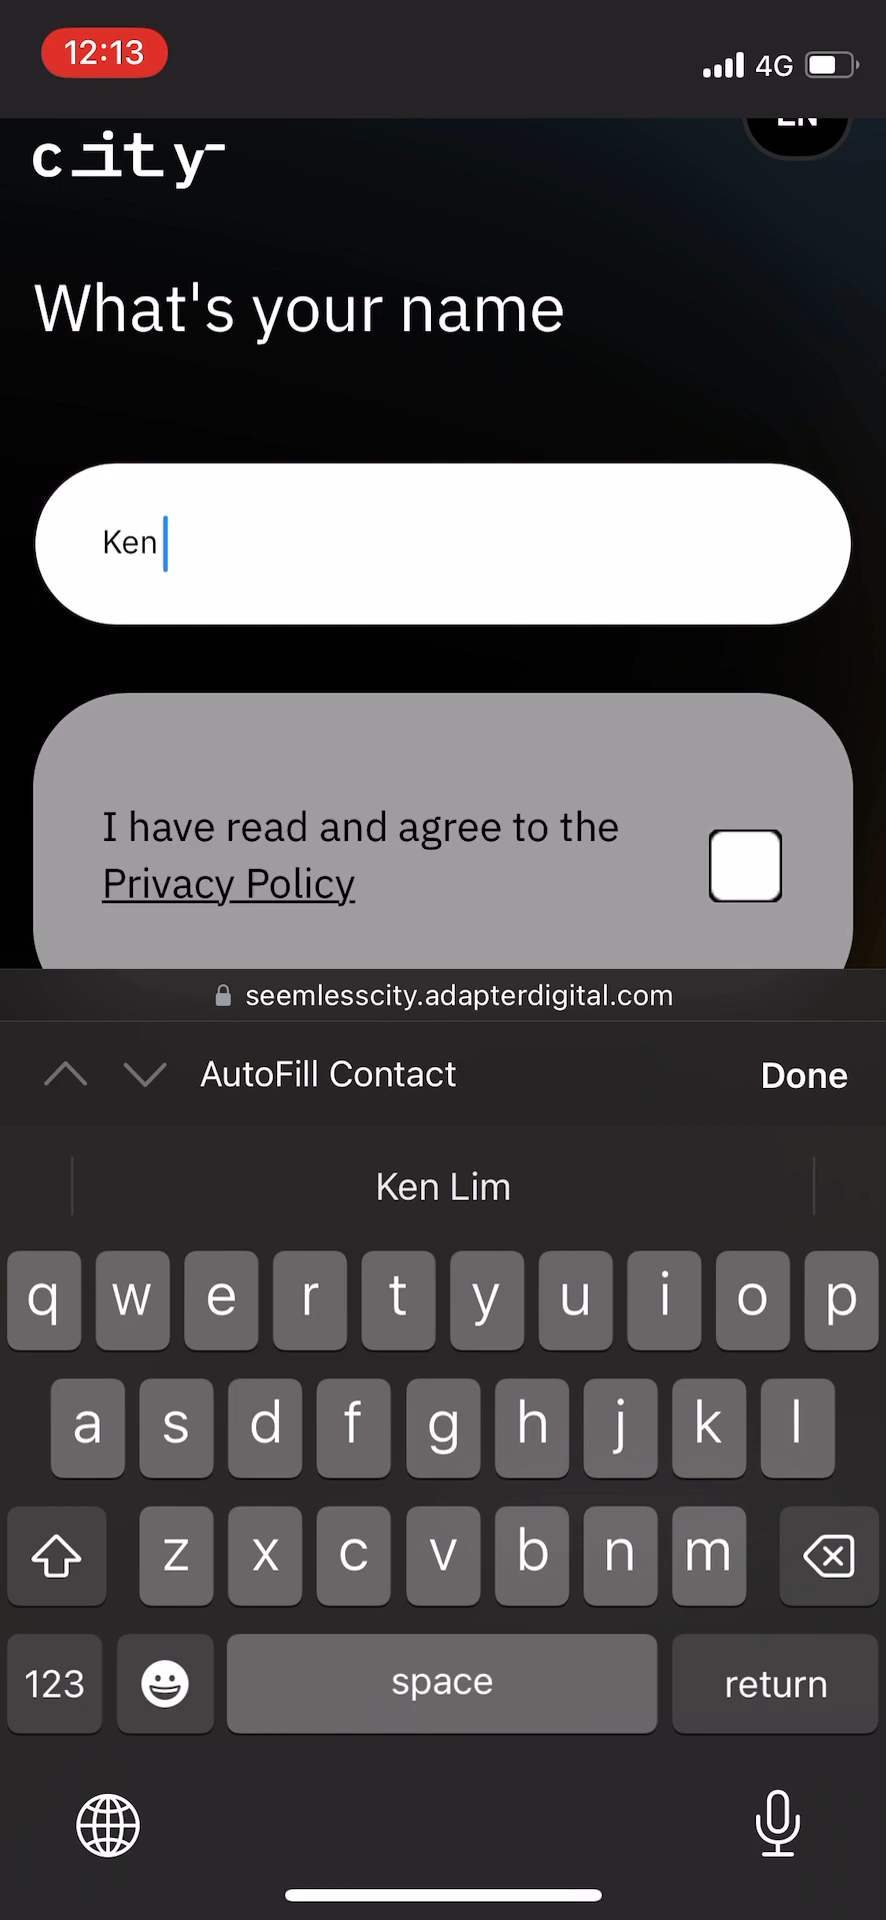 12:13
4G
EN
city
What's your name
Ken
I have read and agree to the
Privacy Policy
seemlesscity.adapterdigital.com
AutoFill Contact
Done
Ken Lim
q w e r t y u i o p
a s d f g h j k l
z x c v b n m
123 space return